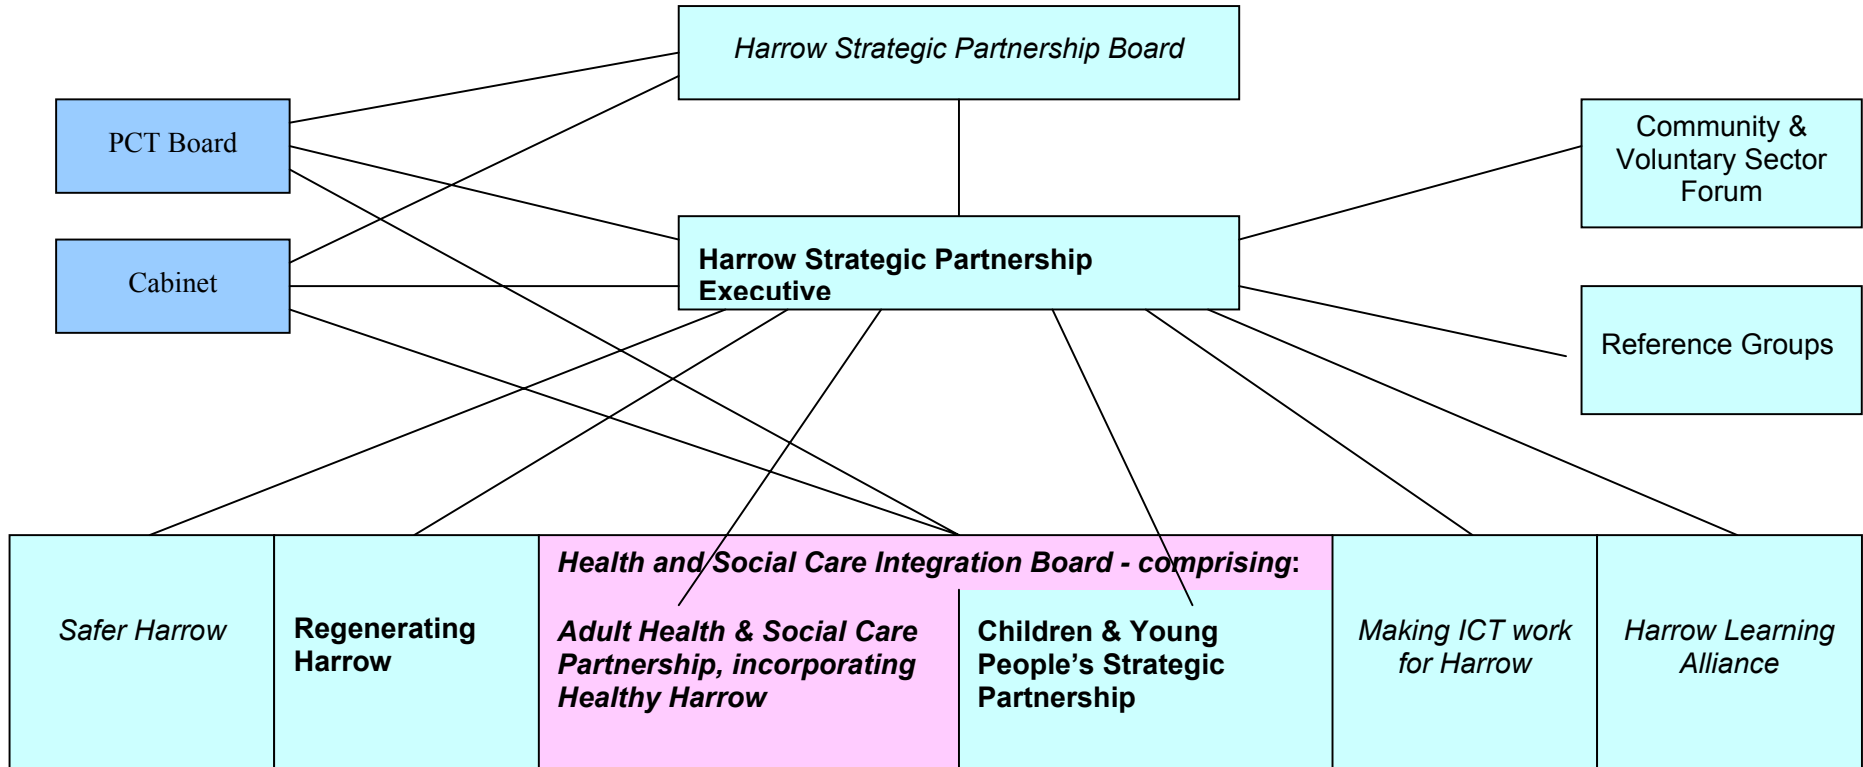 Harrow Strategic Partnership Board
PCT Board
Community &
Voluntary Sector
Forum
Harrow Strategic Partnership
Executive
Cabinet
Reference Groups
Health and Social Care Integration Board - comprising:
Safer Harrow
Regenerating
Harrow
Adult Health & Social Care
Partnership, incorporating
Healthy Harrow
Children & Young
People’s Strategic
Partnership
Making ICT work
for Harrow
Harrow Learning
Alliance